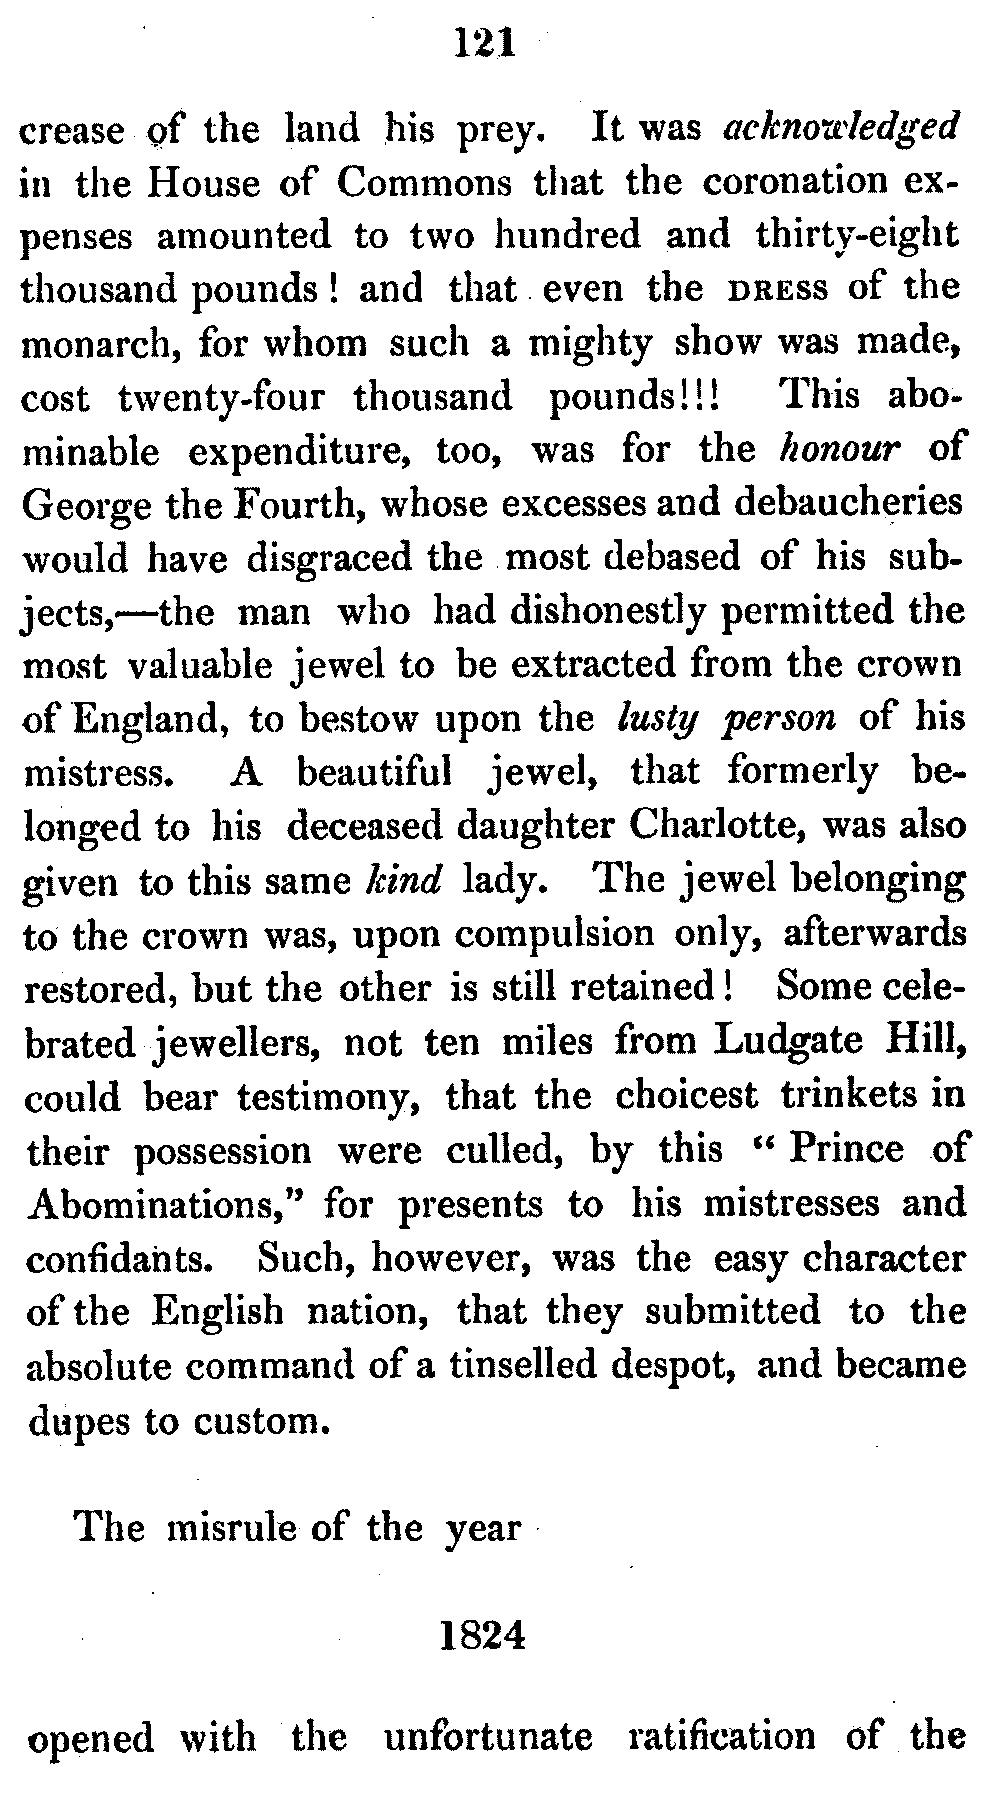 121
crease of the land his prey. It was acknowledged
in the House of Commons that the coronation ex-
penses amounted to two hundred and thirty-eight
thousand pounds ! and that even the DRESS of the
monarch, for whom such a mighty show was made,
cost twenty-four thousand pounds!!! This abo-
minable expenditure, too, was for the honour of
George the Fourth, whose excesses and debaucheries
would have disgraced the most debased of his sub-
jects,—the man who had dishonestly permitted the
most valuable jewel to be extracted from the crown
of England, to bestow upon the lusty person of his
mistress. A beautiful jewel, that formerly be-
longed to his deceased daughter Charlotte, was also
given to this same kind lady. The jewel belonging
to the crown was, upon compulsion only, afterwards
restored, but the other is still retained ! Some cele-
brated jewellers, not ten miles from Ludgate Hill,
could bear testimony, that the choicest trinkets in
their possession were culled, by this “ Prince of
Abominations,” for presents to his mistresses and
confidants. Such, however, was the easy character
of the English nation, that they submitted to the
absolute command of a tinselled despot, and became
dupes to custom.
The misrule of the year
1824
opened with the unfortunate ratification of the